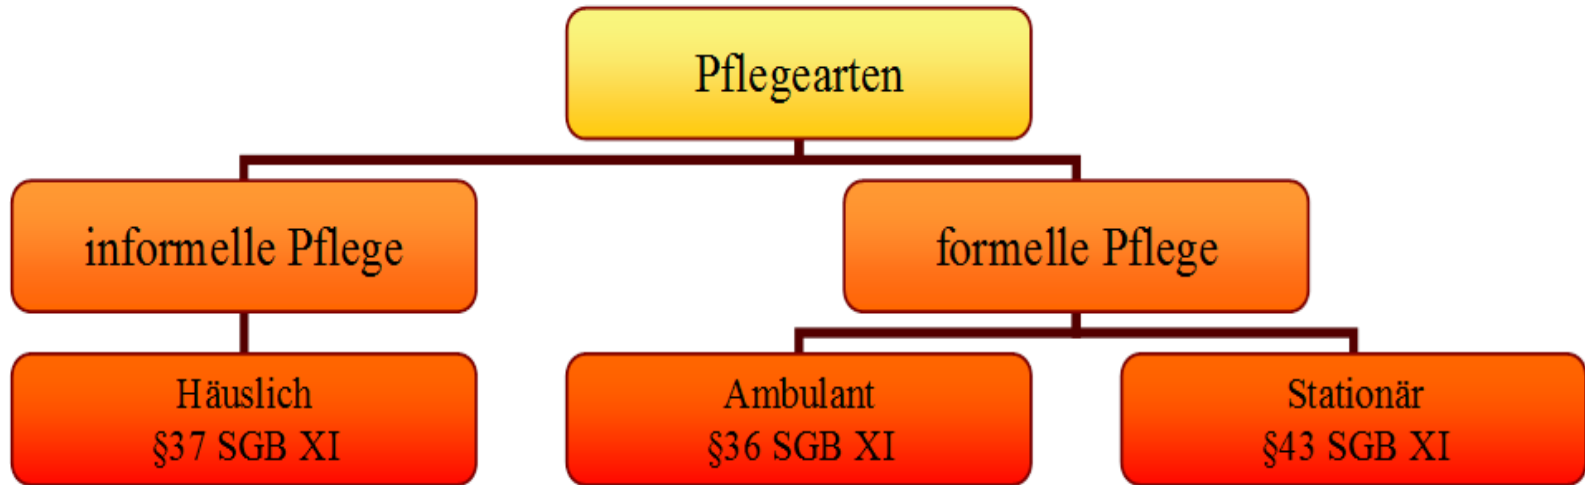 Pflegearten
informelle Pflege
formelle Pflege
Häuslich
§37 SGB XI
Ambulant
§36 SGB XI
Stationär
§43 SGB XI